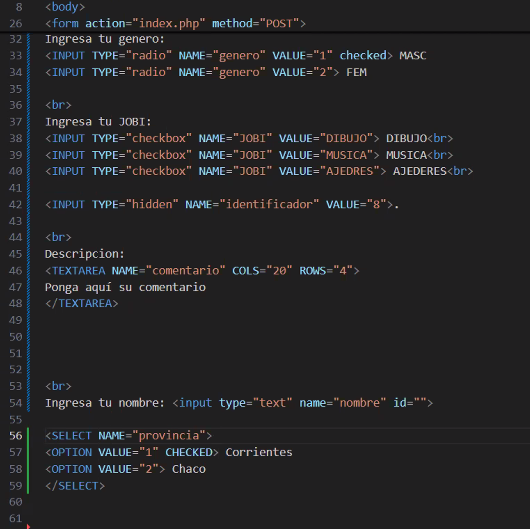 8 <body>
26 <form action="index.php" method="POST">
32 Ingresa tu genero:
33 <INPUT TYPE="radio" NAME="genero" VALUE="1" checked> MASC
34 <INPUT TYPE="radio" NAME="genero" VALUE="2"> FEM
35
36 <br>
37 Ingresa tu JOBI:
38 <INPUT TYPE="checkbox" NAME="JOBI" VALUE="DIBUJO"> DIBUJO<br>
39 <INPUT TYPE="checkbox" NAME="JOBI" VALUE="MUSICA"> MUSICA<br>
40 <INPUT TYPE="checkbox" NAME="JOBI" VALUE="AJEDRES"> AJEDERES<br>
41
42 <INPUT TYPE="hidden" NAME="identificador" VALUE="8">.
43
44 <br>
45 Descripcion:
46 <TEXTAREA NAME="comentario" COLS="20" ROWS="4">
47 Ponga aquí su comentario
48 </TEXTAREA>
49
50
51
52
53 <br>
54 Ingresa tu nombre: <input type="text" name="nombre" id="">
55
56 <SELECT NAME="provincia">
57 <OPTION VALUE="1" CHECKED> Corrientes
58 <OPTION VALUE="2"> Chaco
59 </SELECT>
60
61